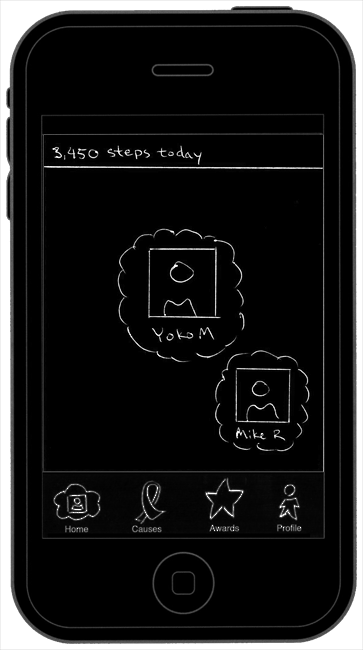 3,450 steps today
Yoko M
Mike R
Home Causes Awards Profile